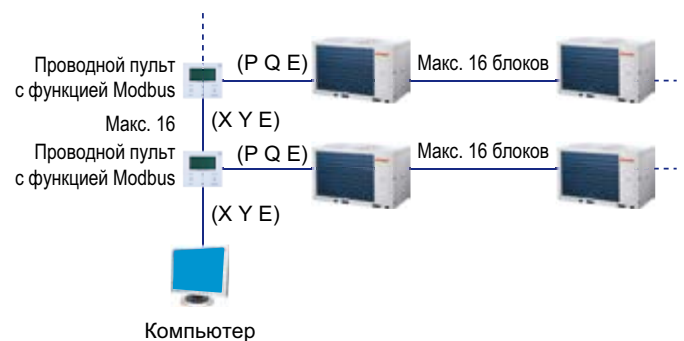 (P Q E)
Макс. 16 блоков
Проводной пульт
с функцией Modbus
Макс. 16
(X Y E)
Проводной пульт
с функцией Modbus
(P Q E)
Макс. 16 блоков
(X Y E)
Компьютер